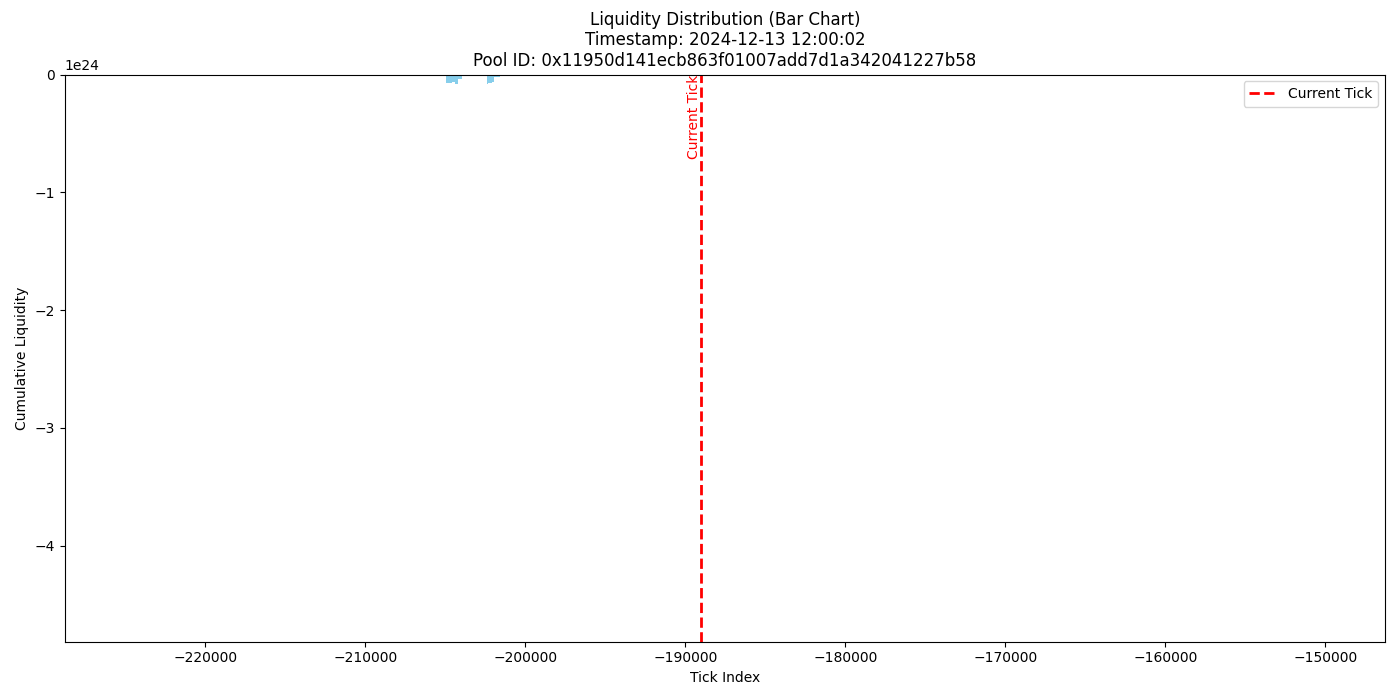 Liquidity Distribution (Bar Chart)
Timestamp: 2024-12-13 12:00:02
Pool ID: 0x11950d141ecb863f01007add7d1a342041227b58
1e24
0
−1
−2
−3
−4
Cumulative Liquidity
Current Tick
Current Tick
−220000
−210000
−200000
−190000
−180000
−170000
−160000
−150000
Tick Index